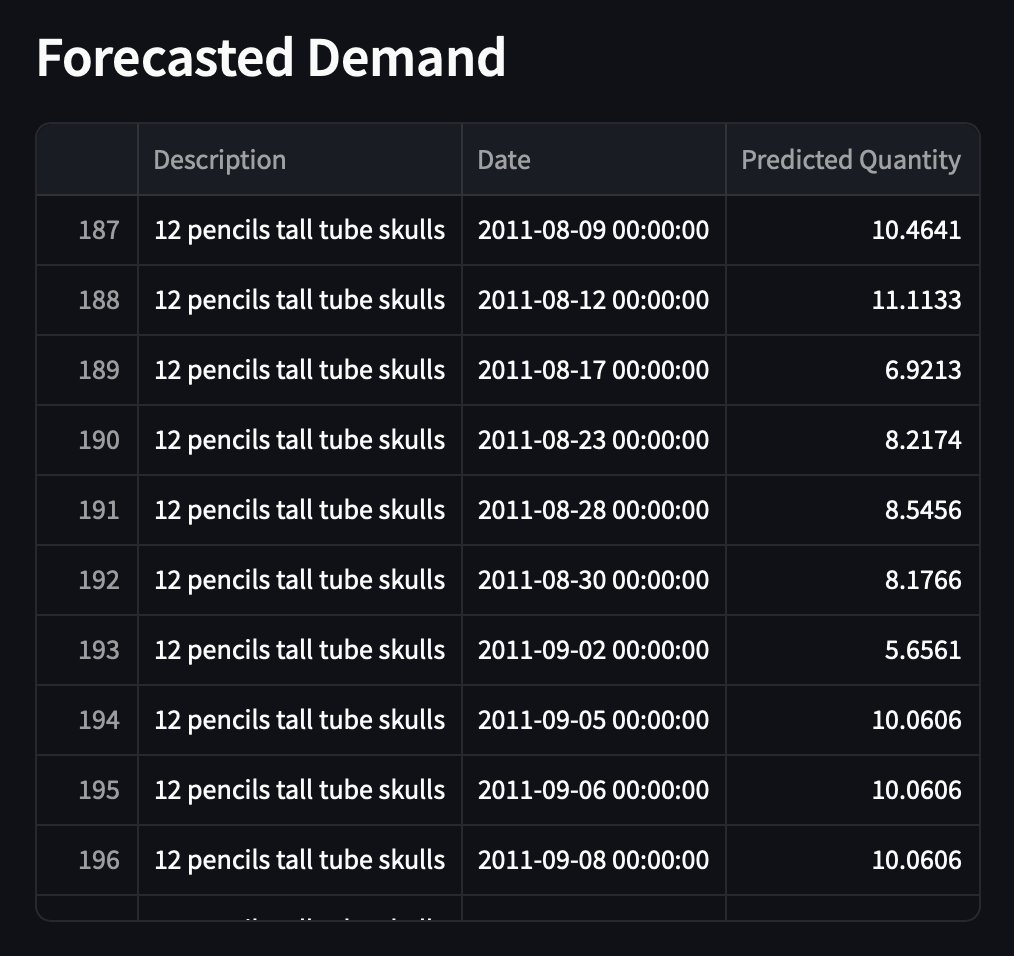 Forecasted Demand
Description Date Predicted Quantity
187 12 pencils tall tube skulls 2011-08-09 00:00:00 10.4641
188 12 pencils tall tube skulls 2011-08-12 00:00:00 11.1133
189 12 pencils tall tube skulls 2011-08-17 00:00:00 6.9213
190 12 pencils tall tube skulls 2011-08-23 00:00:00 8.2174
191 12 pencils tall tube skulls 2011-08-28 00:00:00 8.5456
192 12 pencils tall tube skulls 2011-08-30 00:00:00 8.1766
193 12 pencils tall tube skulls 2011-09-02 00:00:00 5.6561
194 12 pencils tall tube skulls 2011-09-05 00:00:00 10.0606
195 12 pencils tall tube skulls 2011-09-06 00:00:00 10.0606
196 12 pencils tall tube skulls 2011-09-08 00:00:00 10.0606